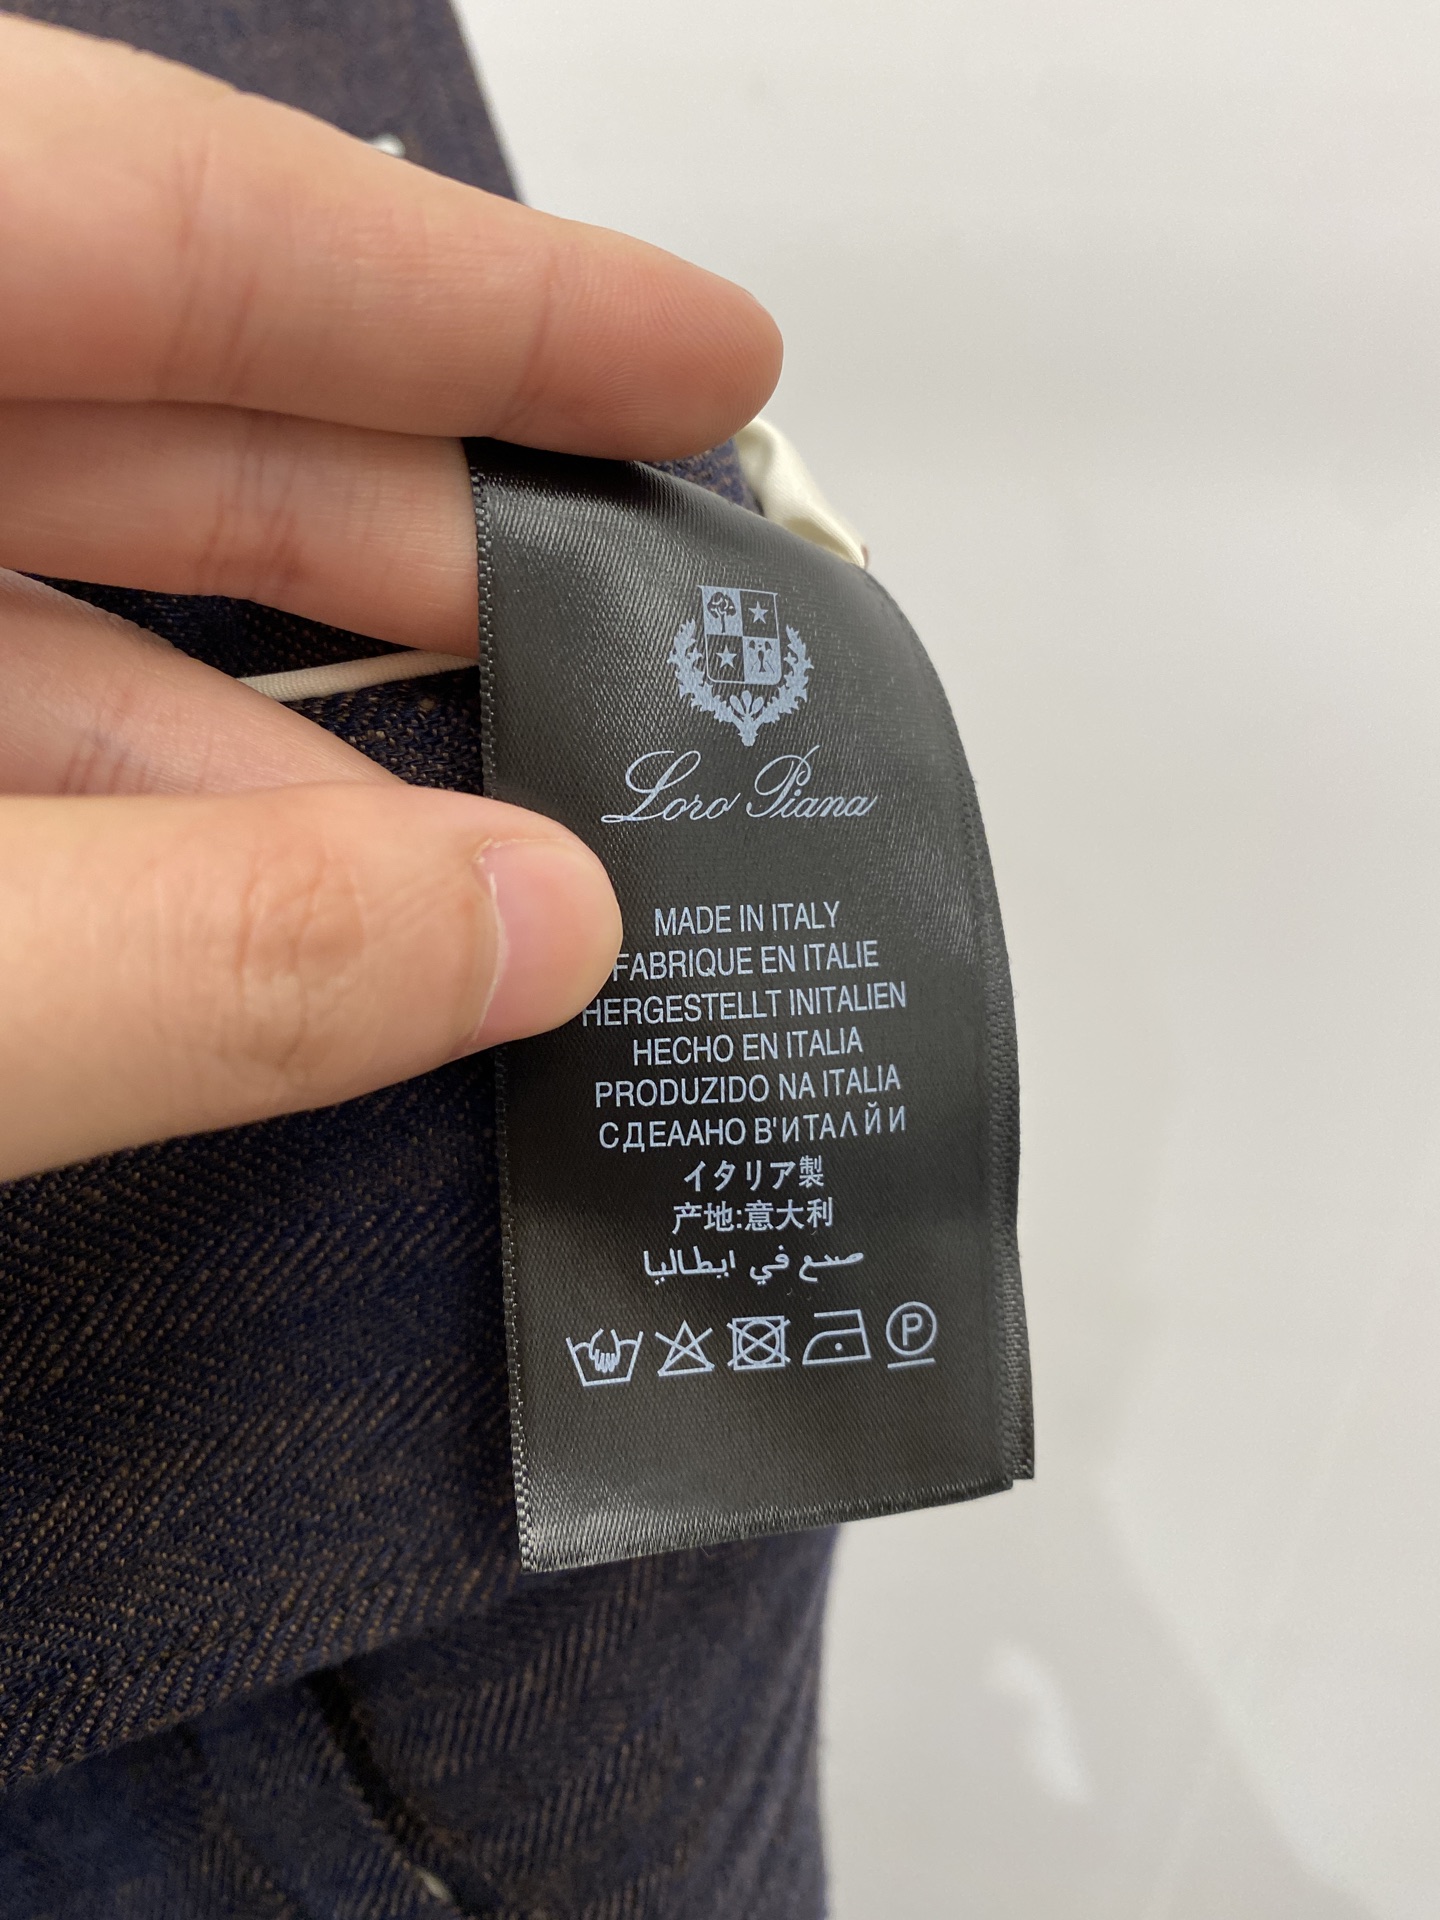 Loro Piana
MADE IN ITALY
FABRIQUE EN ITALIE
HERGESTELLT INITALIEN
HECHO EN ITALIA
PRODUZIDO NA ITALIA
СДЕААНО В'ИТАЛЙИ
イタリア製
产地:意大利
صنع في ايطاليا
P